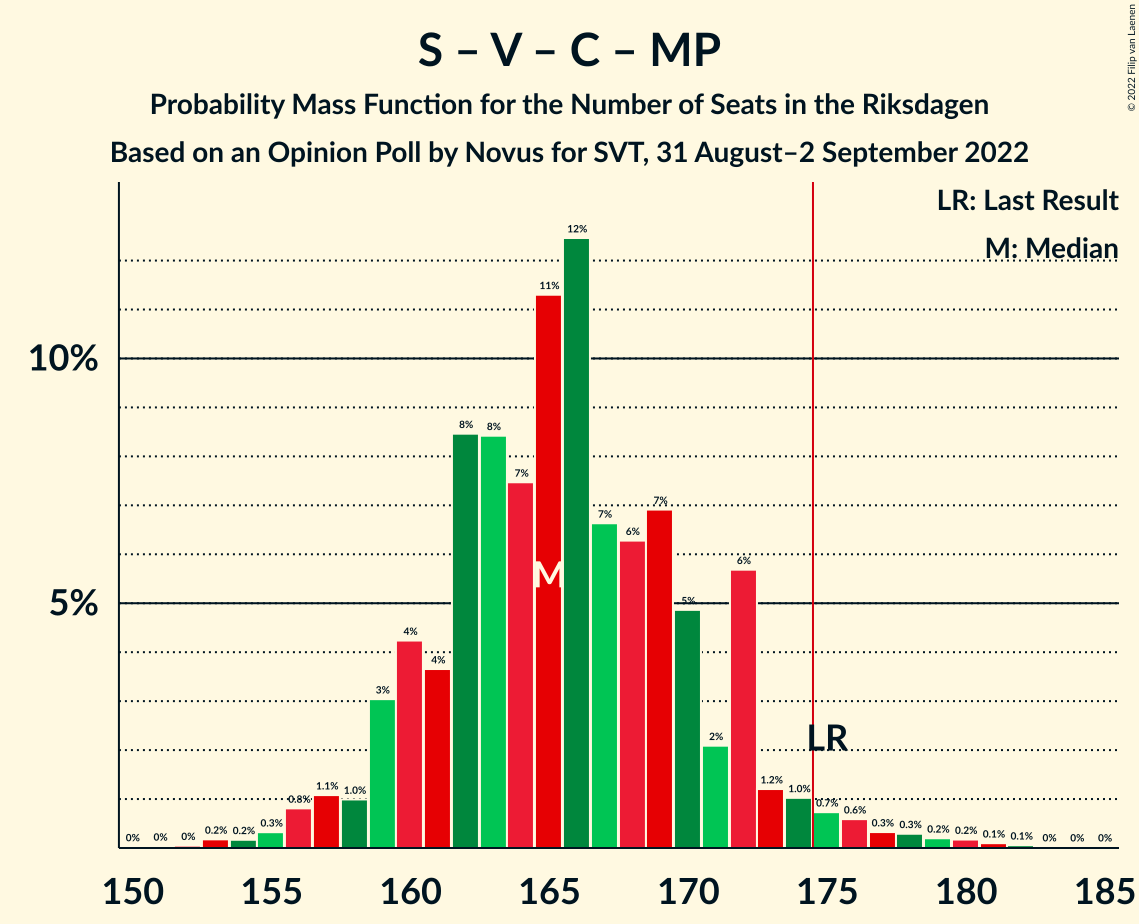 S – V – C – MP
Probability Mass Function for the Number of Seats in the Riksdagen
Based on an Opinion Poll by Novus for SVT, 31 August–2 September 2022
© 2022 Filip van Laenen
LR: Last Result
M: Median
10%
5%
0% 0% 0% 0.2% 0.2% 0.3% 0.8% 1.1% 1.0% 3% 4% 4% 8% 8% 7% 11% 12% 7% 6% 7% 5% 2% 6% 1.2% 1.0% 0.7% 0.6% 0.3% 0.3% 0.2% 0.2% 0.1% 0.1% 0% 0% 0%
M
LR
150 155 160 165 170 175 180 185